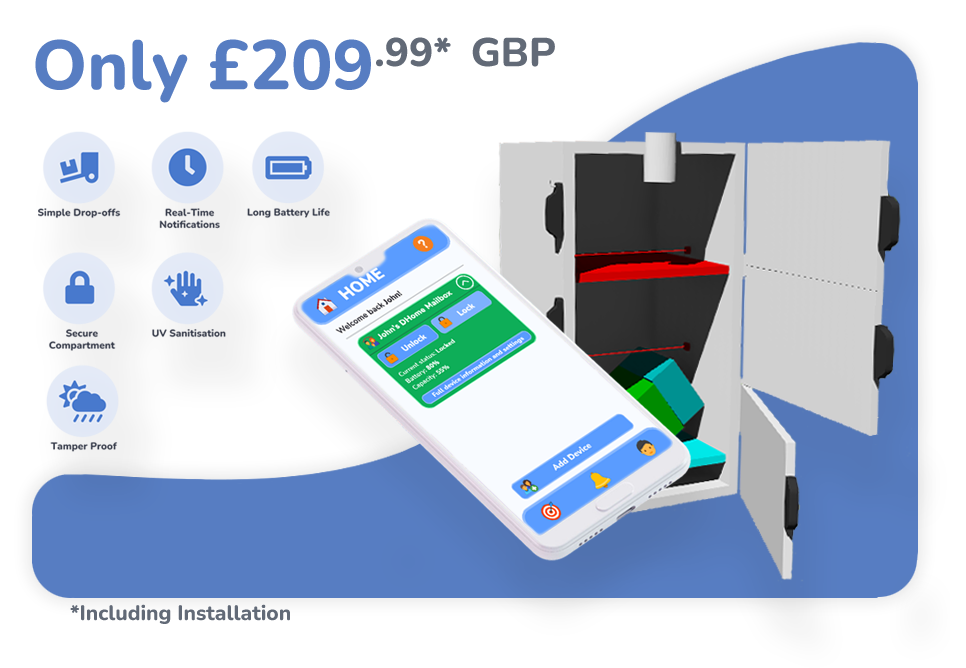 Only £209.99* GBP
Simple Drop-offs
Real-Time
Notifications
Long Battery Life
Secure
Compartment
UV Sanitisation
Tamper Proof
?
HOME
Welcome back John!
John's DHome Mailbox
Unlock
Lock
Current status: Locked
Battery: 80%
Capacity: 55%
Full device information and settings
Add Device
*Including Installation